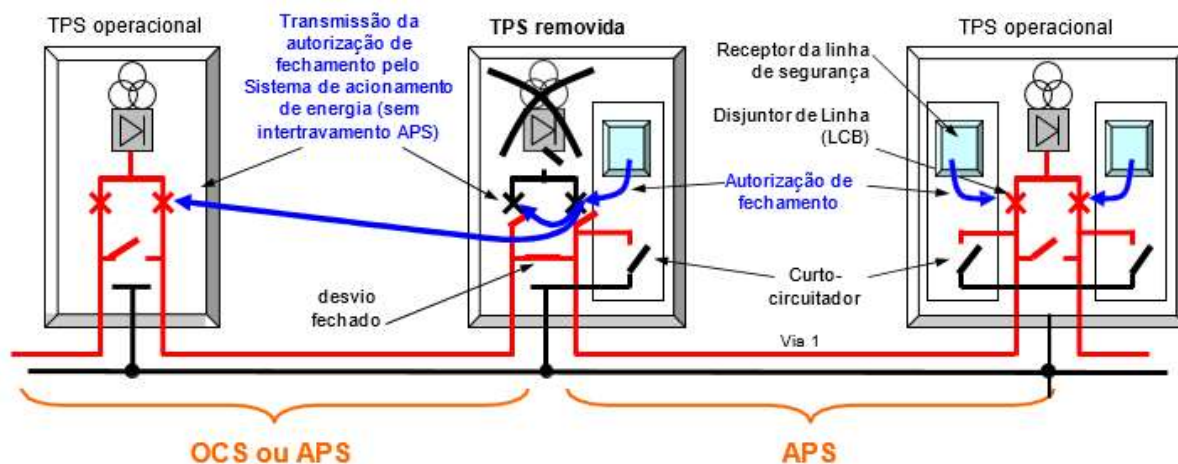 TPS operacional
Transmissão da
autorização de
fechamento pelo
Sistema de acionamento
de energia (sem
intertravamento APS)
TPS removida
TPS operacional
Receptor da linha
de segurança
Disjuntor de Linha
(LCB)
Autorização de
fechamento
Curto-
circuitador
desvio
fechado
Via 1
OCS ou APS
APS